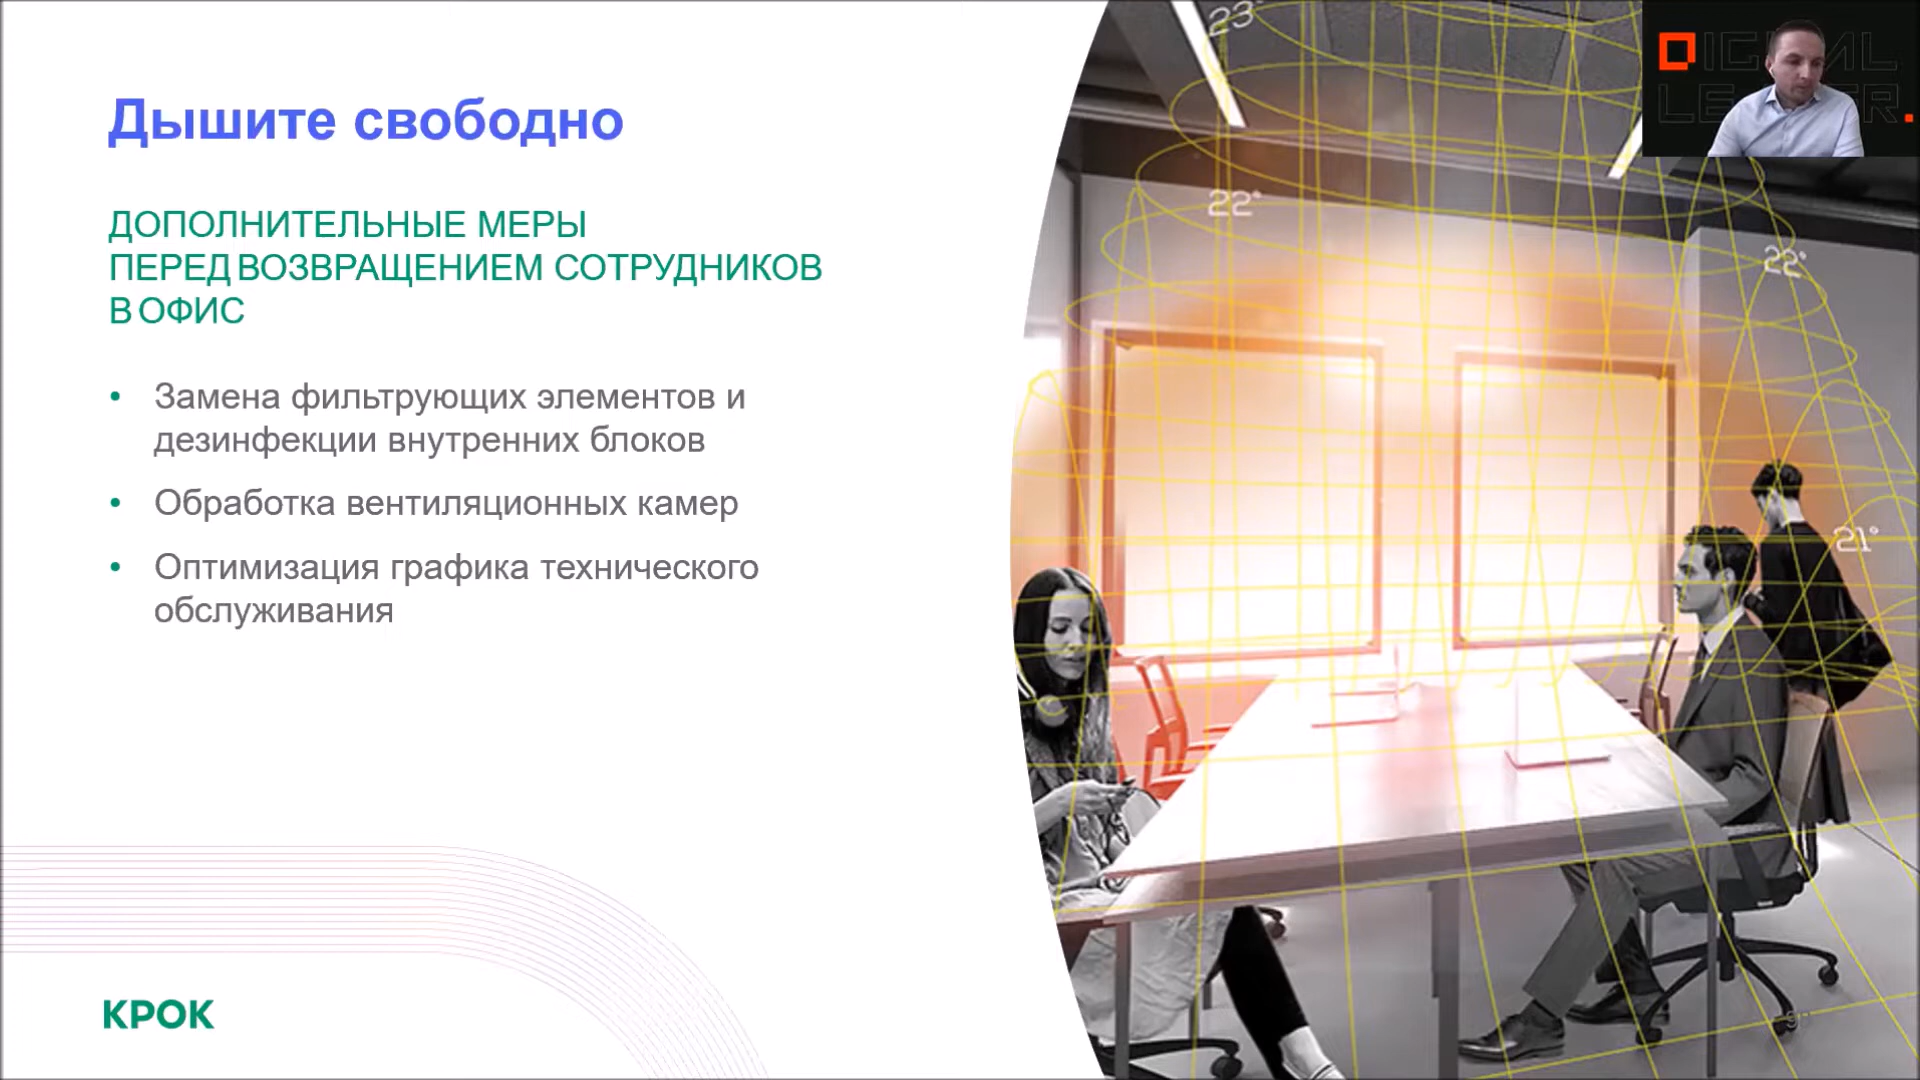 Дышите свободно
ДОПОЛНИТЕЛЬНЫЕ МЕРЫ
ПЕРЕД ВОЗВРАЩЕНИЕМ СОТРУДНИКОВ
В ОФИС
• Замена фильтрующих элементов и
дезинфекции внутренних блоков
• Обработка вентиляционных камер
• Оптимизация графика технического
обслуживания
КРОК
23°
22°
22°
21°